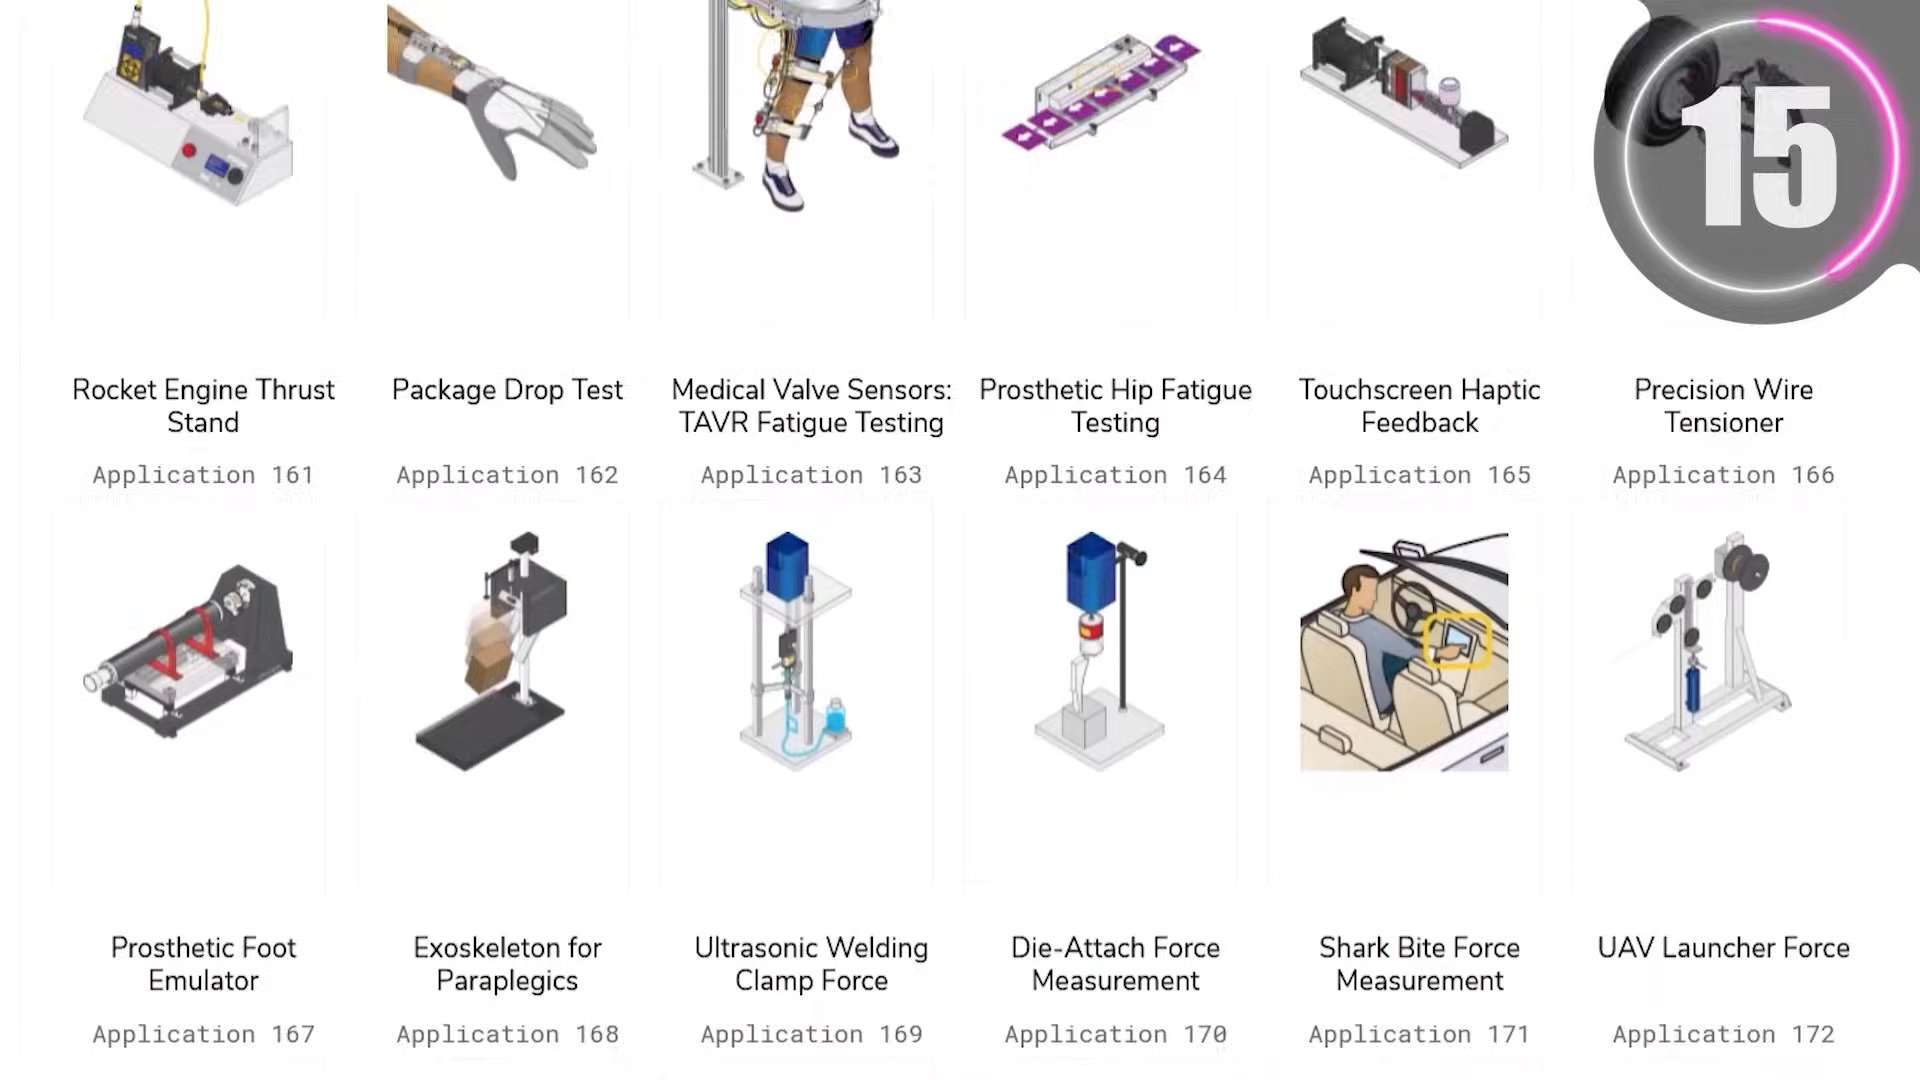 15
Rocket Engine Thrust
Stand
Application 161
Package Drop Test
Application 162
Medical Valve Sensors:
TAVR Fatigue Testing
Application 163
Prosthetic Hip Fatigue
Testing
Application 164
Touchscreen Haptic
Feedback
Application 165
Precision Wire
Tensioner
Application 166
Prosthetic Foot
Emulator
Application 167
Exoskeleton for
Paraplegics
Application 168
Ultrasonic Welding
Clamp Force
Application 169
Die-Attach Force
Measurement
Application 170
Shark Bite Force
Measurement
Application 171
UAV Launcher Force
Application 172